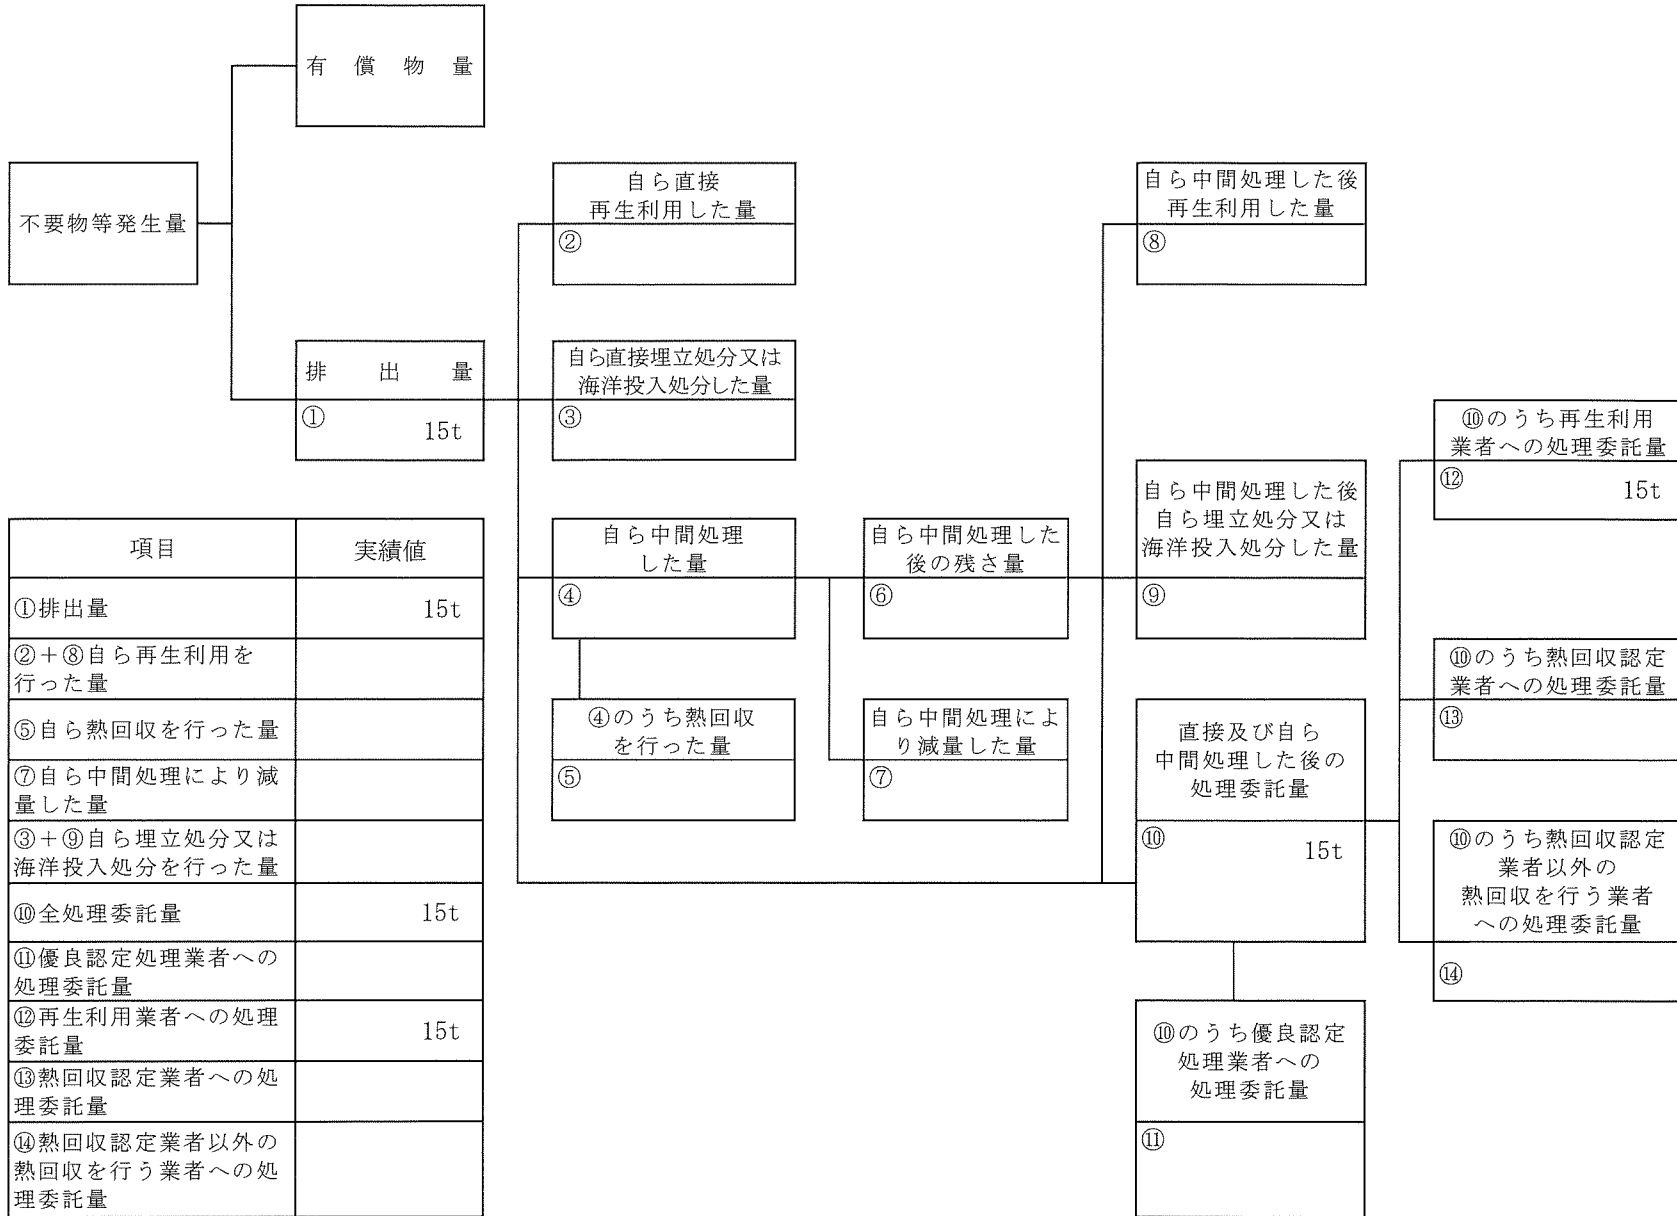 有償物量
不要物等発生量
排出量
①
15t
自ら直接
再生利用した量
②
自ら直接埋立処分又は
海洋投入処分した量
③
自ら中間処理
した量
④
④のうち熱回収
を行った量
⑤
自ら中間処理した
後の残さ量
⑥
自ら中間処理によ
り減量した量
⑦
自ら中間処理した後
再生利用した量
⑧
自ら中間処理した後
自ら埋立処分又は
海洋投入処分した量
⑨
直接及び自ら
中間処理した後の
処理委託量
⑩
15t
⑩のうち優良認定
処理業者への
処理委託量
⑪
⑩のうち再生利用
業者への処理委託量
⑫
15t
⑩のうち熱回収認定
業者への処理委託量
⑬
⑩のうち熱回収認定
業者以外の
熱回収を行う業者
への処理委託量
⑭
項目 実績値
①排出量 15t
②+⑧自ら再生利用を
行った量
⑤自ら熱回収を行った量
⑦自ら中間処理により減
量した量
③+⑨自ら埋立処分又は
海洋投入処分を行った量
⑩全処理委託量 15t
⑪優良認定処理業者への
処理委託量
⑫再生利用業者への処理
委託量 15t
⑬熱回収認定業者への処
理委託量
⑭熱回収認定業者以外の
熱回収を行う業者への処
理委託量